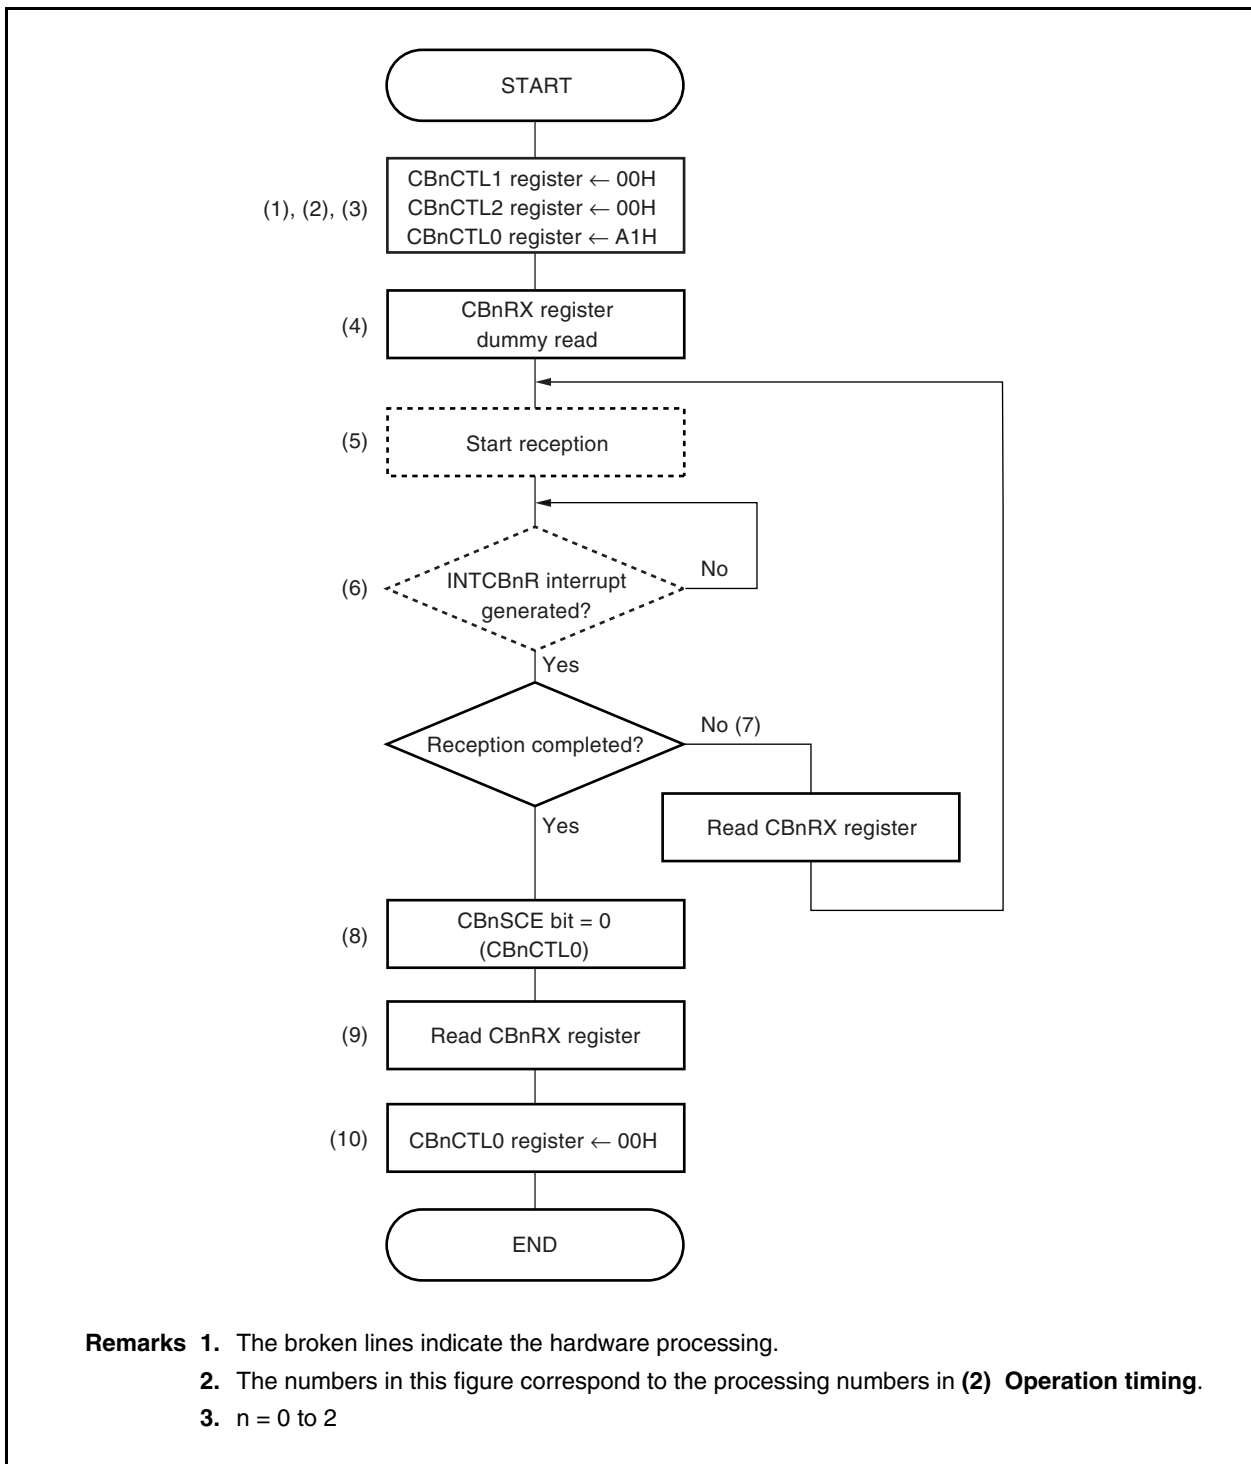 START
(1), (2), (3)
CBnCTL1 register ← 00H
CBnCTL2 register ← 00H
CBnCTL0 register ← A1H
(4)
CBnRX register
dummy read
(5)
Start reception
(6)
INTCBnR interrupt
generated?
No
Yes
Reception completed?
No (7)
Read CBnRX register
Yes
(8)
CBnSCE bit = 0
(CBnCTL0)
(9)
Read CBnRX register
(10)
CBnCTL0 register ← 00H
END
Remarks 1. The broken lines indicate the hardware processing.
2. The numbers in this figure correspond to the processing numbers in (2) Operation timing.
3. n = 0 to 2